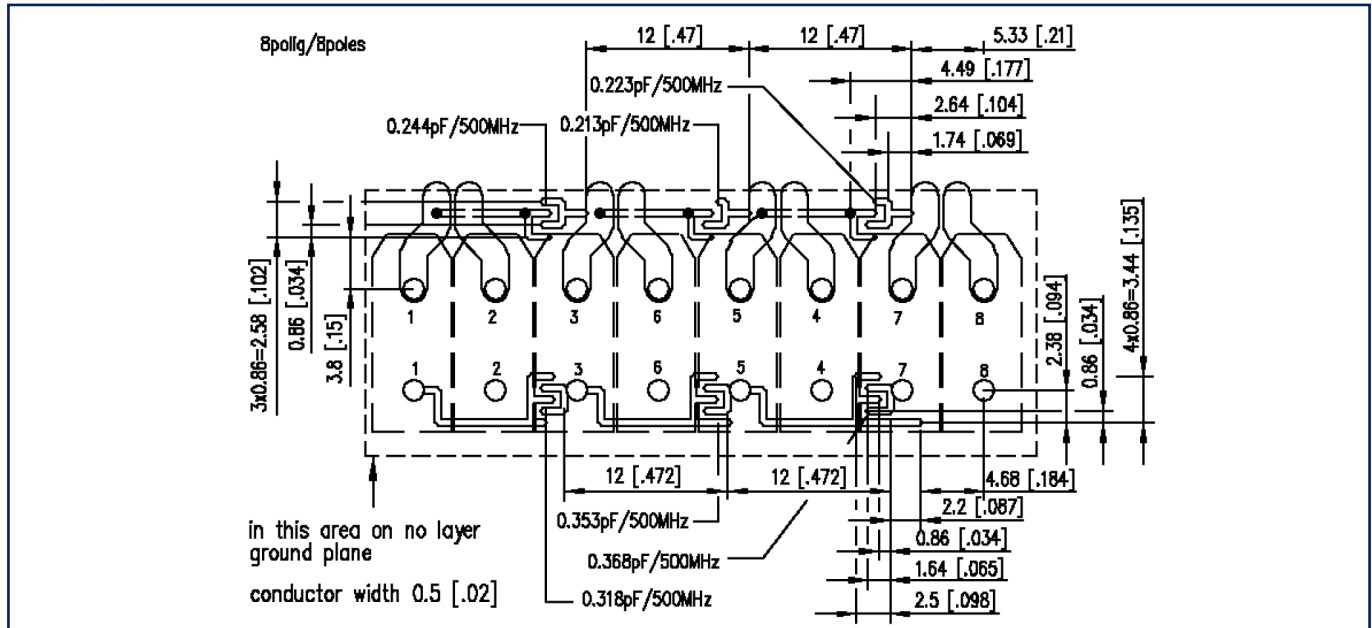 8polig/8poles
12 [.47]
12 [.47]
5.33 [.21]
4.49 [.177]
0.223pF/500MHz
2.64 [.104]
0.244pF/500MHz
0.213pF/500MHz
1.74 [.069]
3x0.86=2.58 [.102]
0.86 [.034]
3.8 [.15]
1 2 3 6 5 4 7 8
1 2 3 6 5 4 7 8
2.38 [.094]
0.86 [.034]
4x0.86=3.44 [.135]
12 [.472]
12 [.472]
4.68 [.184]
0.353pF/500MHz
2.2 [.087]
in this area on no layer
ground plane
0.86 [.034]
0.368pF/500MHz
1.64 [.065]
conductor width 0.5 [.02]
0.318pF/500MHz
2.5 [.098]